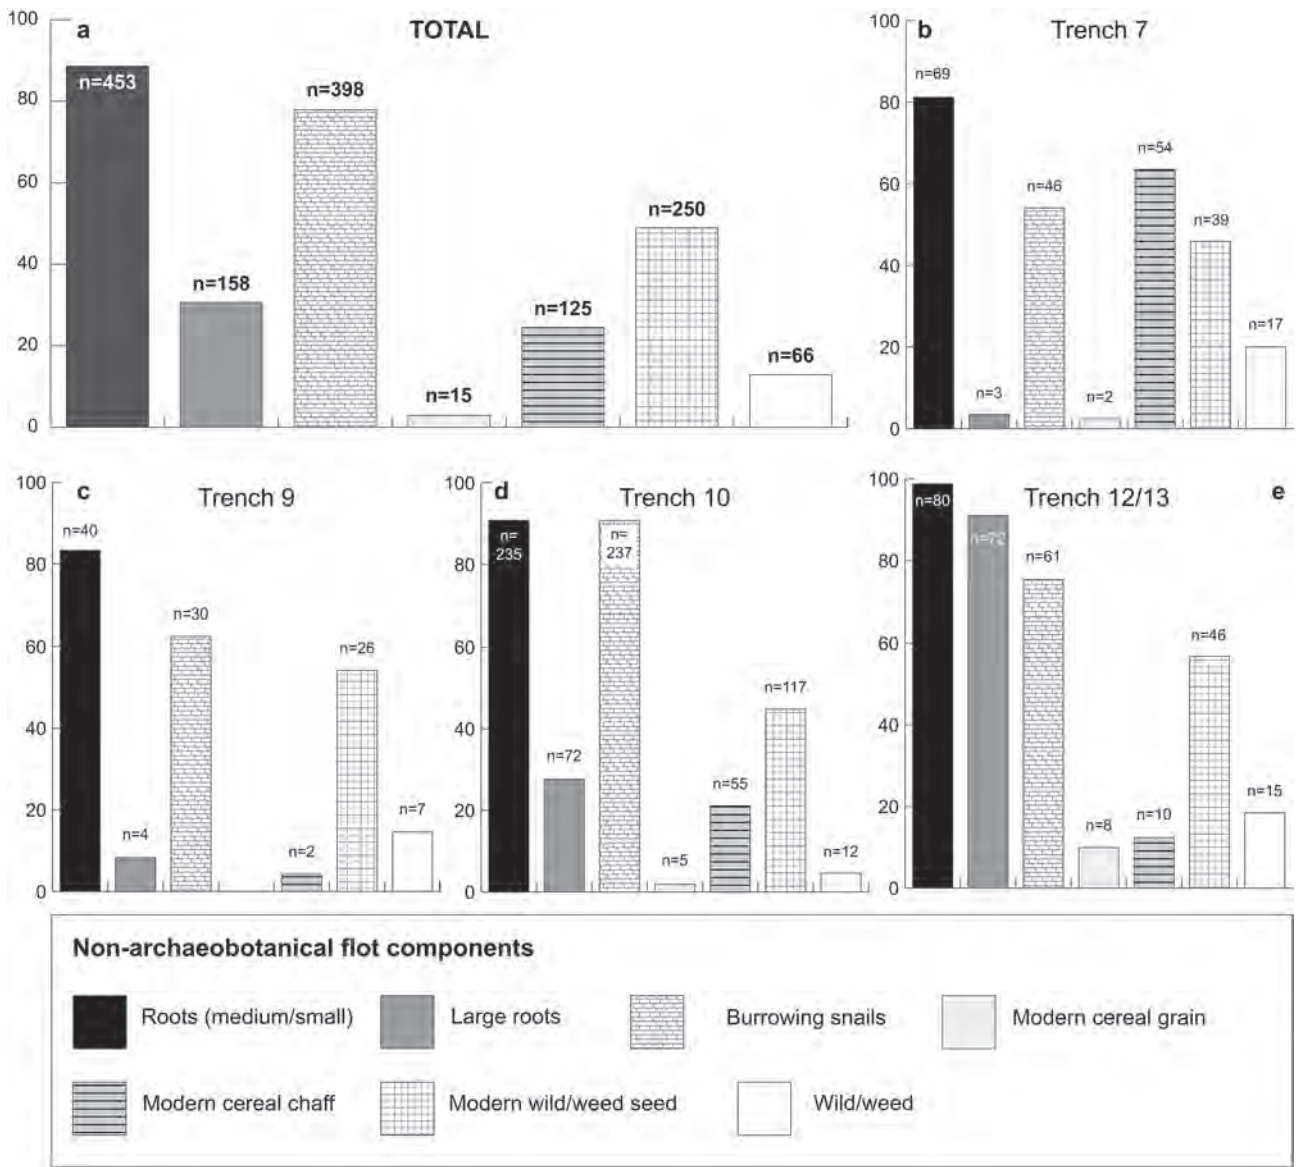 a TOTAL
100
80
60
40
20
0
n=453
n=158
n=398
n=15
n=125
n=250
n=66
b Trench 7
100
80
60
40
20
0
n=69
n=3
n=46
n=2
n=54
n=39
n=17
c Trench 9
100
80
60
40
20
0
n=40
n=4
n=30
n=2
n=26
n=7
d Trench 10
100
80
60
40
20
0
n=
235
n=72
n=
237
n=5
n=55
n=117
n=12
Trench 12/13 e
100
80
60
40
20
0
n=80
n=72
n=61
n=8
n=10
n=46
n=15
Non-archaeobotanical flot components
Roots (medium/small) Large roots Burrowing snails Modern cereal grain
Modern cereal chaff Modern wild/weed seed Wild/weed